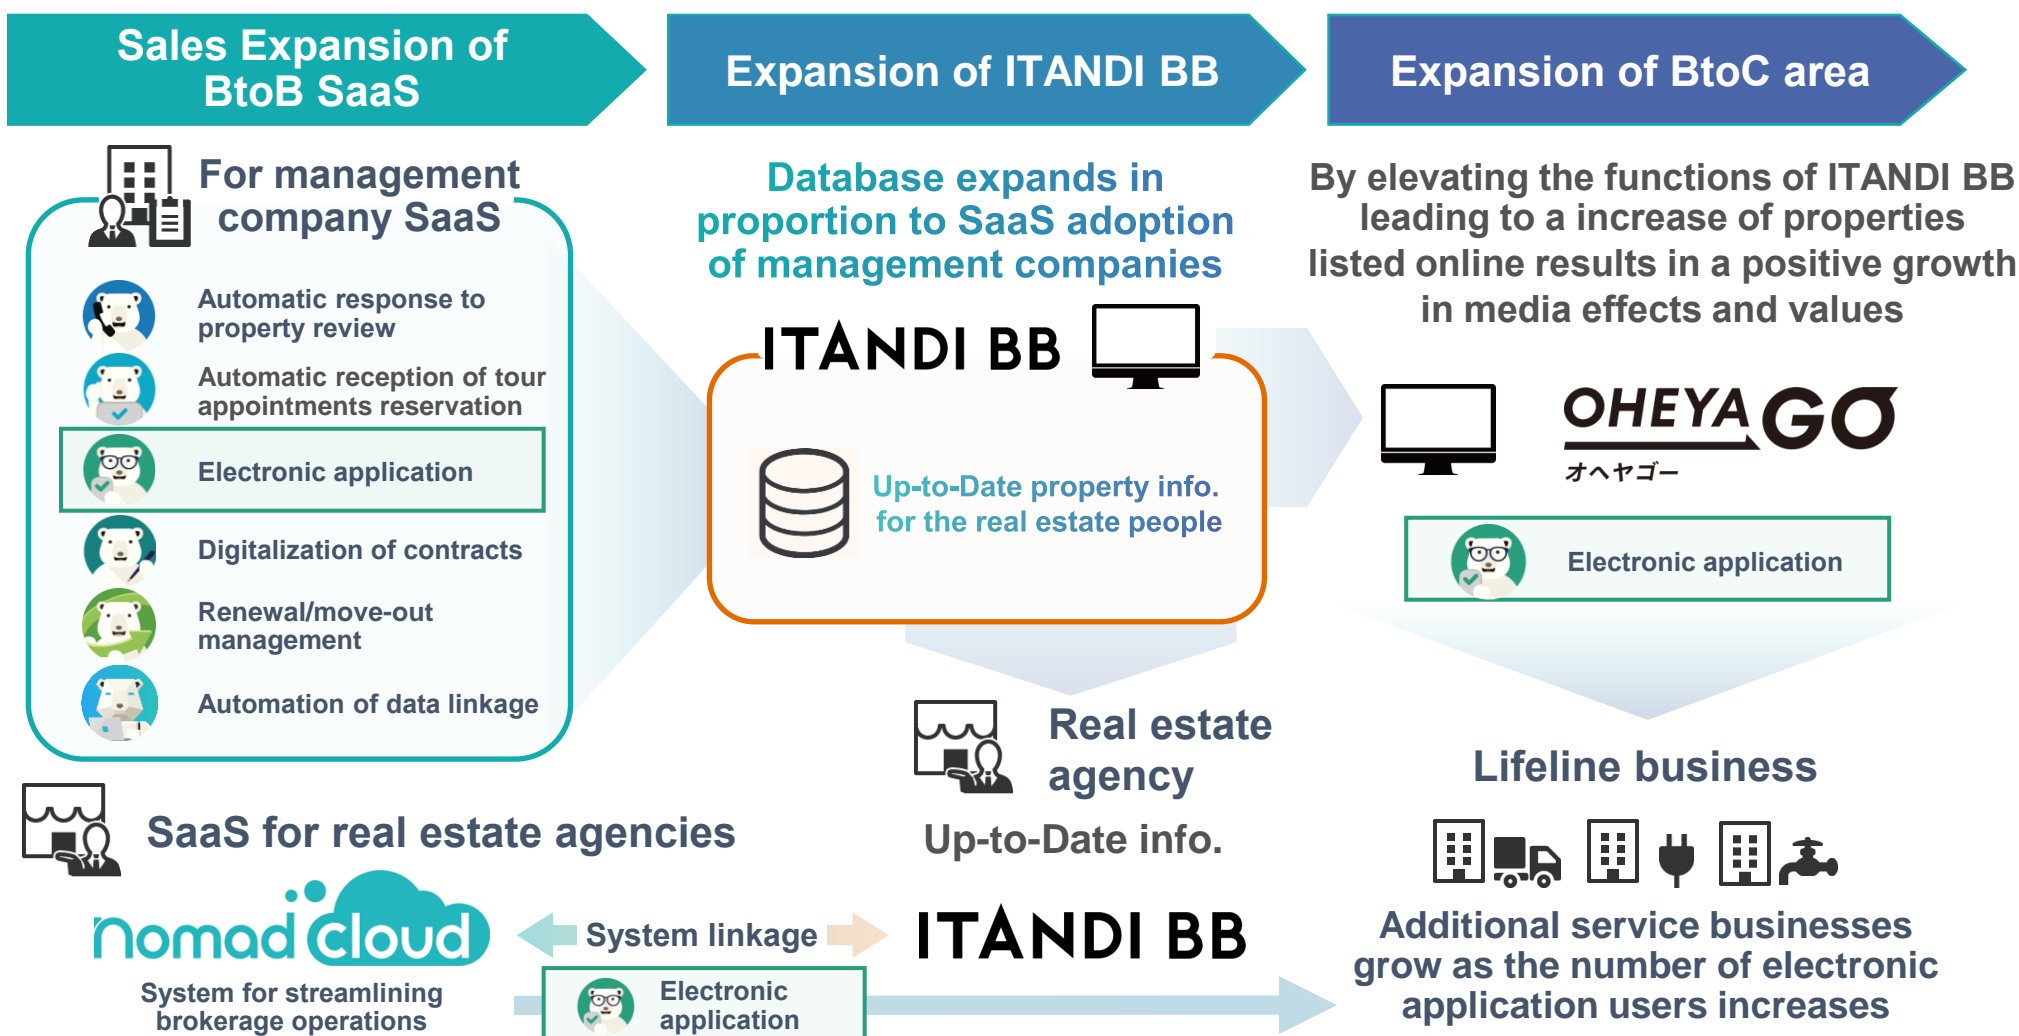 Sales Expansion of
BtoB SaaS
Expansion of ITANDI BB
Expansion of BtoC area
For management
company SaaS
Automatic response to
property review
Automatic reception of tour
appointments reservation
Electronic application
Digitalization of contracts
Renewal/move-out
management
Automation of data linkage
SaaS for real estate agencies
nomad cloud
System for streamlining
brokerage operations
System linkage
Electronic
application
Database expands in
proportion to SaaS adoption
of management companies
ITANDI BB
Up-to-Date property info.
for the real estate people
Real estate
agency
Up-to-Date info.
ITANDI BB
By elevating the functions of ITANDI BB
leading to a increase of properties
listed online results in a positive growth
in media effects and values
OHEYAGO
オヘヤゴー
Electronic application
Lifeline business
Additional service businesses
grow as the number of electronic
application users increases